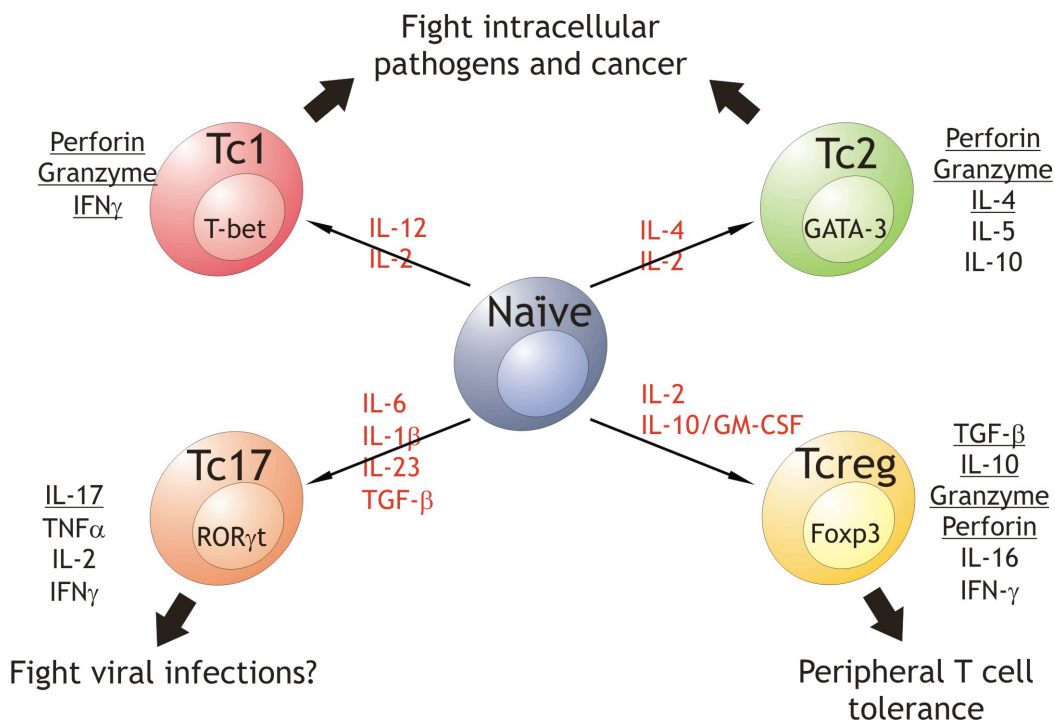 Fight intracellular
pathogens and cancer
Perforin
Granzyme
IFNγ
Tc1
T-bet
IL-12
IL-2
IL-4
IL-2
Tc2
GATA-3
Perforin
Granzyme
IL-4
IL-5
IL-10
Naïve
IL-6
IL-1β
IL-23
TGF-β
IL-2
IL-10/GM-CSF
Tc17
RORγt
IL-17
TNFα
IL-2
IFNγ
Tcreg
Foxp3
TGF-β
IL-10
Granzyme
Perforin
IL-16
IFN-γ
Fight viral infections?
Peripheral T cell
tolerance